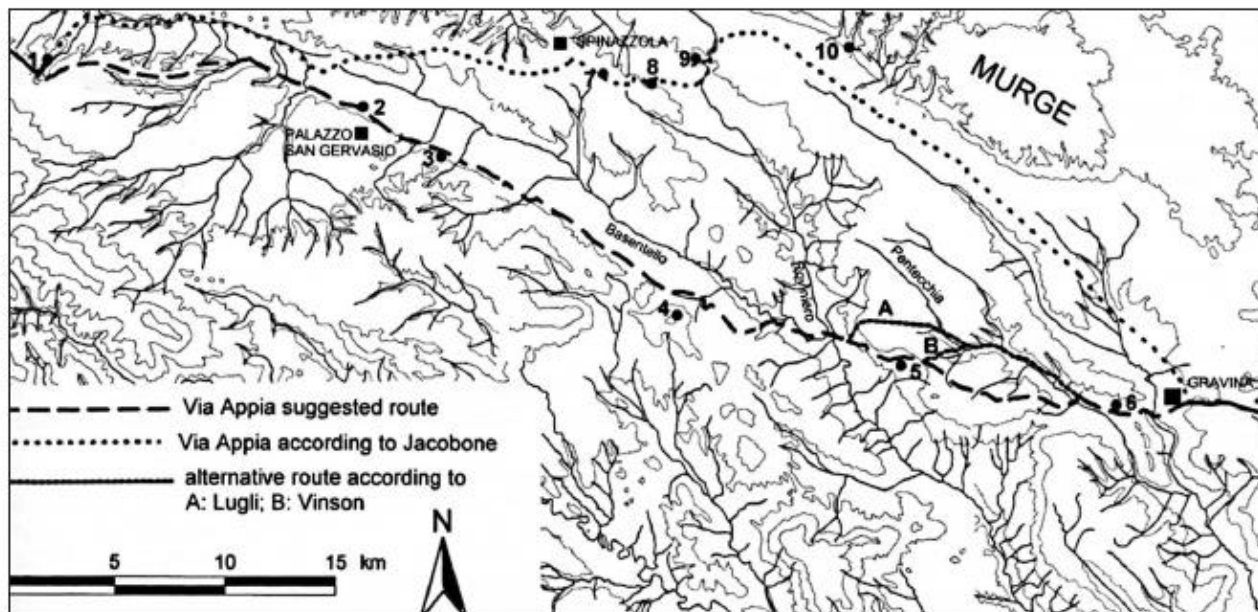 SPINAZZOLA
10
1
9
7
8
MURGE
2
PALAZZO
SAN GERVASIO
3
Basentello
Pentecchia
4
A
B
5
GRAVINA
6
Via Appia suggested route
Via Appia according to Jacobone
alternative route according to
A: Lugli; B: Vinson
N
5 10 15 km